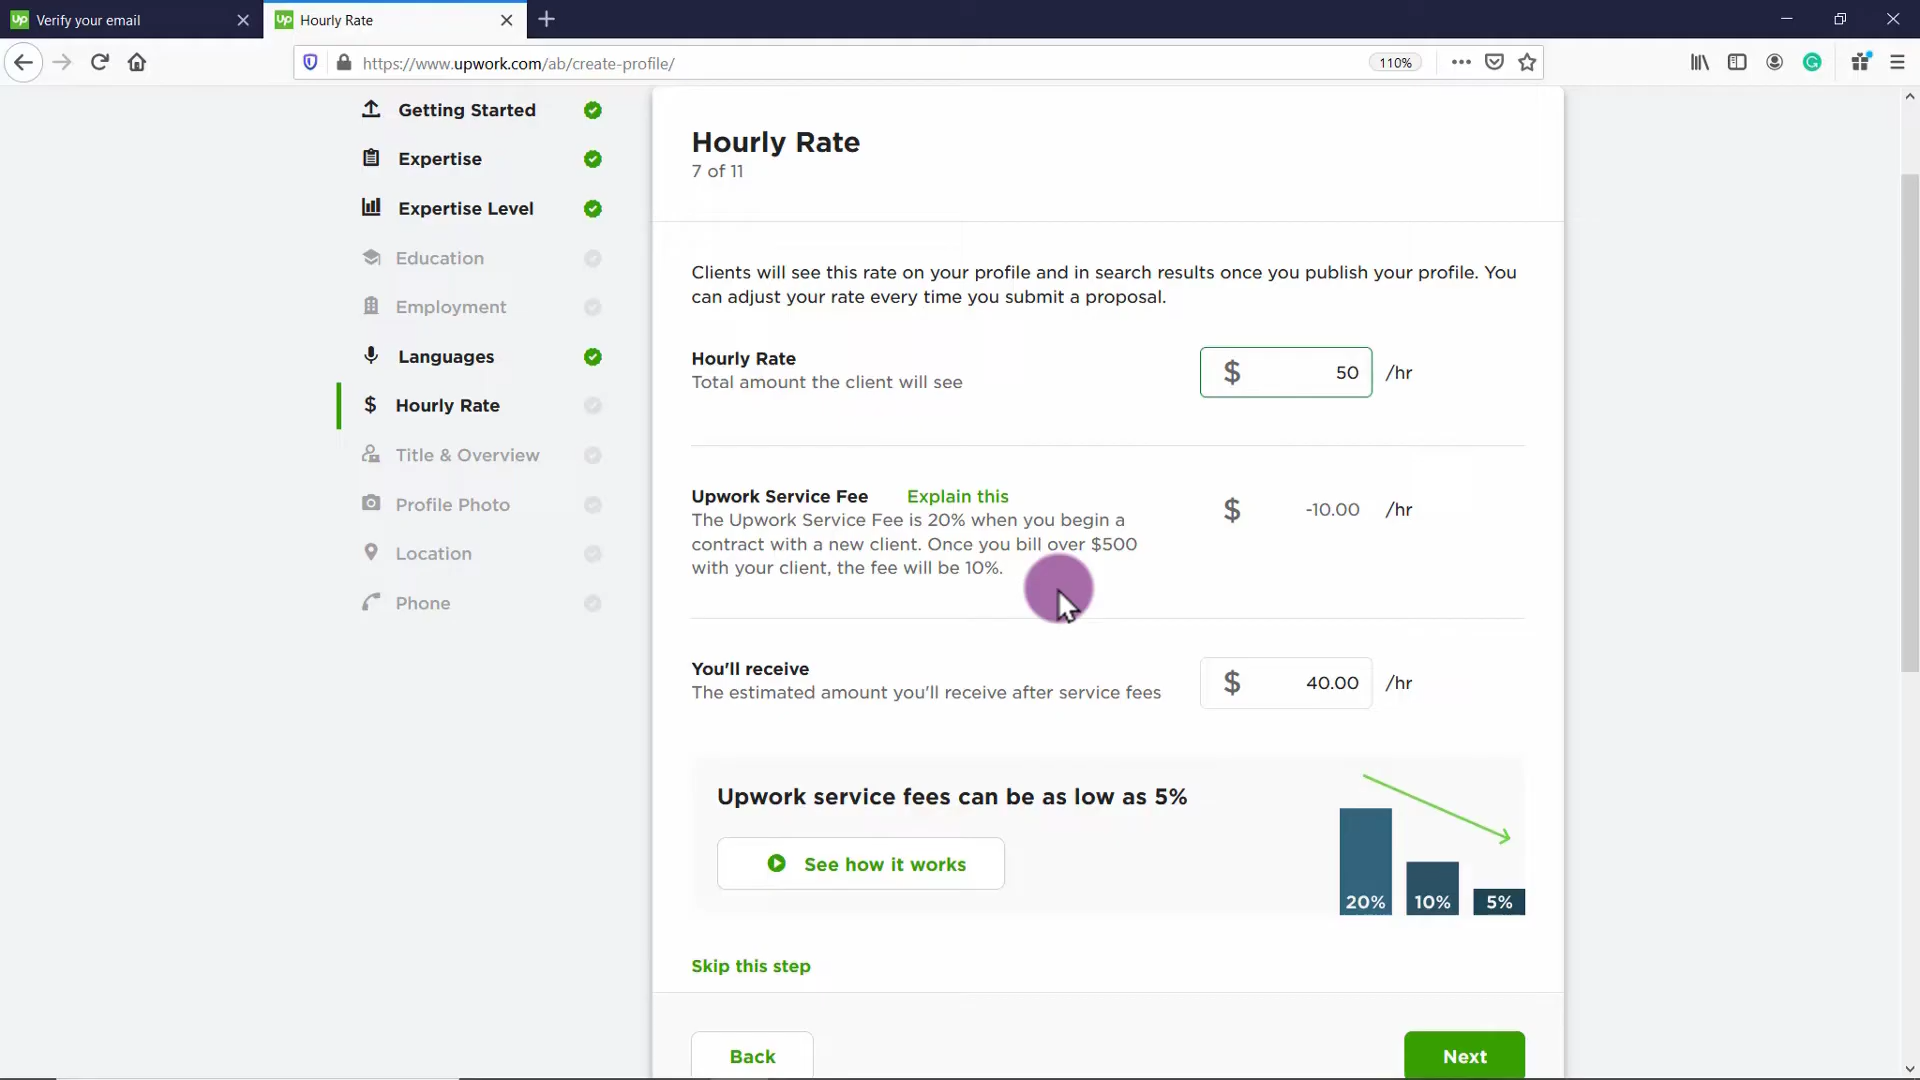 Verify your email
Hourly Rate
https://www.upwork.com/ab/create-profile/
110%
Getting Started
Expertise
Expertise Level
Education
Employment
Languages
$ Hourly Rate
Title & Overview
Profile Photo
Location
Phone
Hourly Rate
7 of 11
Clients will see this rate on your profile and in search results once you publish your profile. You
can adjust your rate every time you submit a proposal.
Hourly Rate
Total amount the client will see
$ 50 /hr
Upwork Service Fee Explain this
The Upwork Service Fee is 20% when you begin a
contract with a new client. Once you bill over $500
with your client, the fee will be 10%.
$ -10.00 /hr
You'll receive
The estimated amount you'll receive after service fees
$ 40.00 /hr
Upwork service fees can be as low as 5%
See how it works
20% 10% 5%
Skip this step
Back
Next